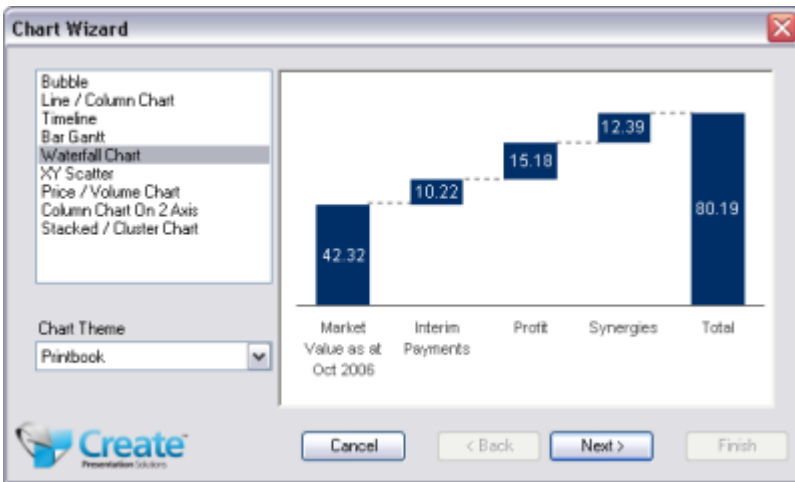 Chart Wizard
Bubble
Line / Column Chart
Timeline
Bar Gantt
Waterfall Chart
XY Scatter
Price / Volume Chart
Column Chart On 2 Axis
Stacked / Cluster Chart
Chart Theme
Printbook
42.32
10.22
15.18
12.39
80.19
Market
Value as at
Oct 2006
Interim
Payments
Profit
Synergies
Total
Create
Presentation Solutions
Cancel
< Back
Next >
Finish